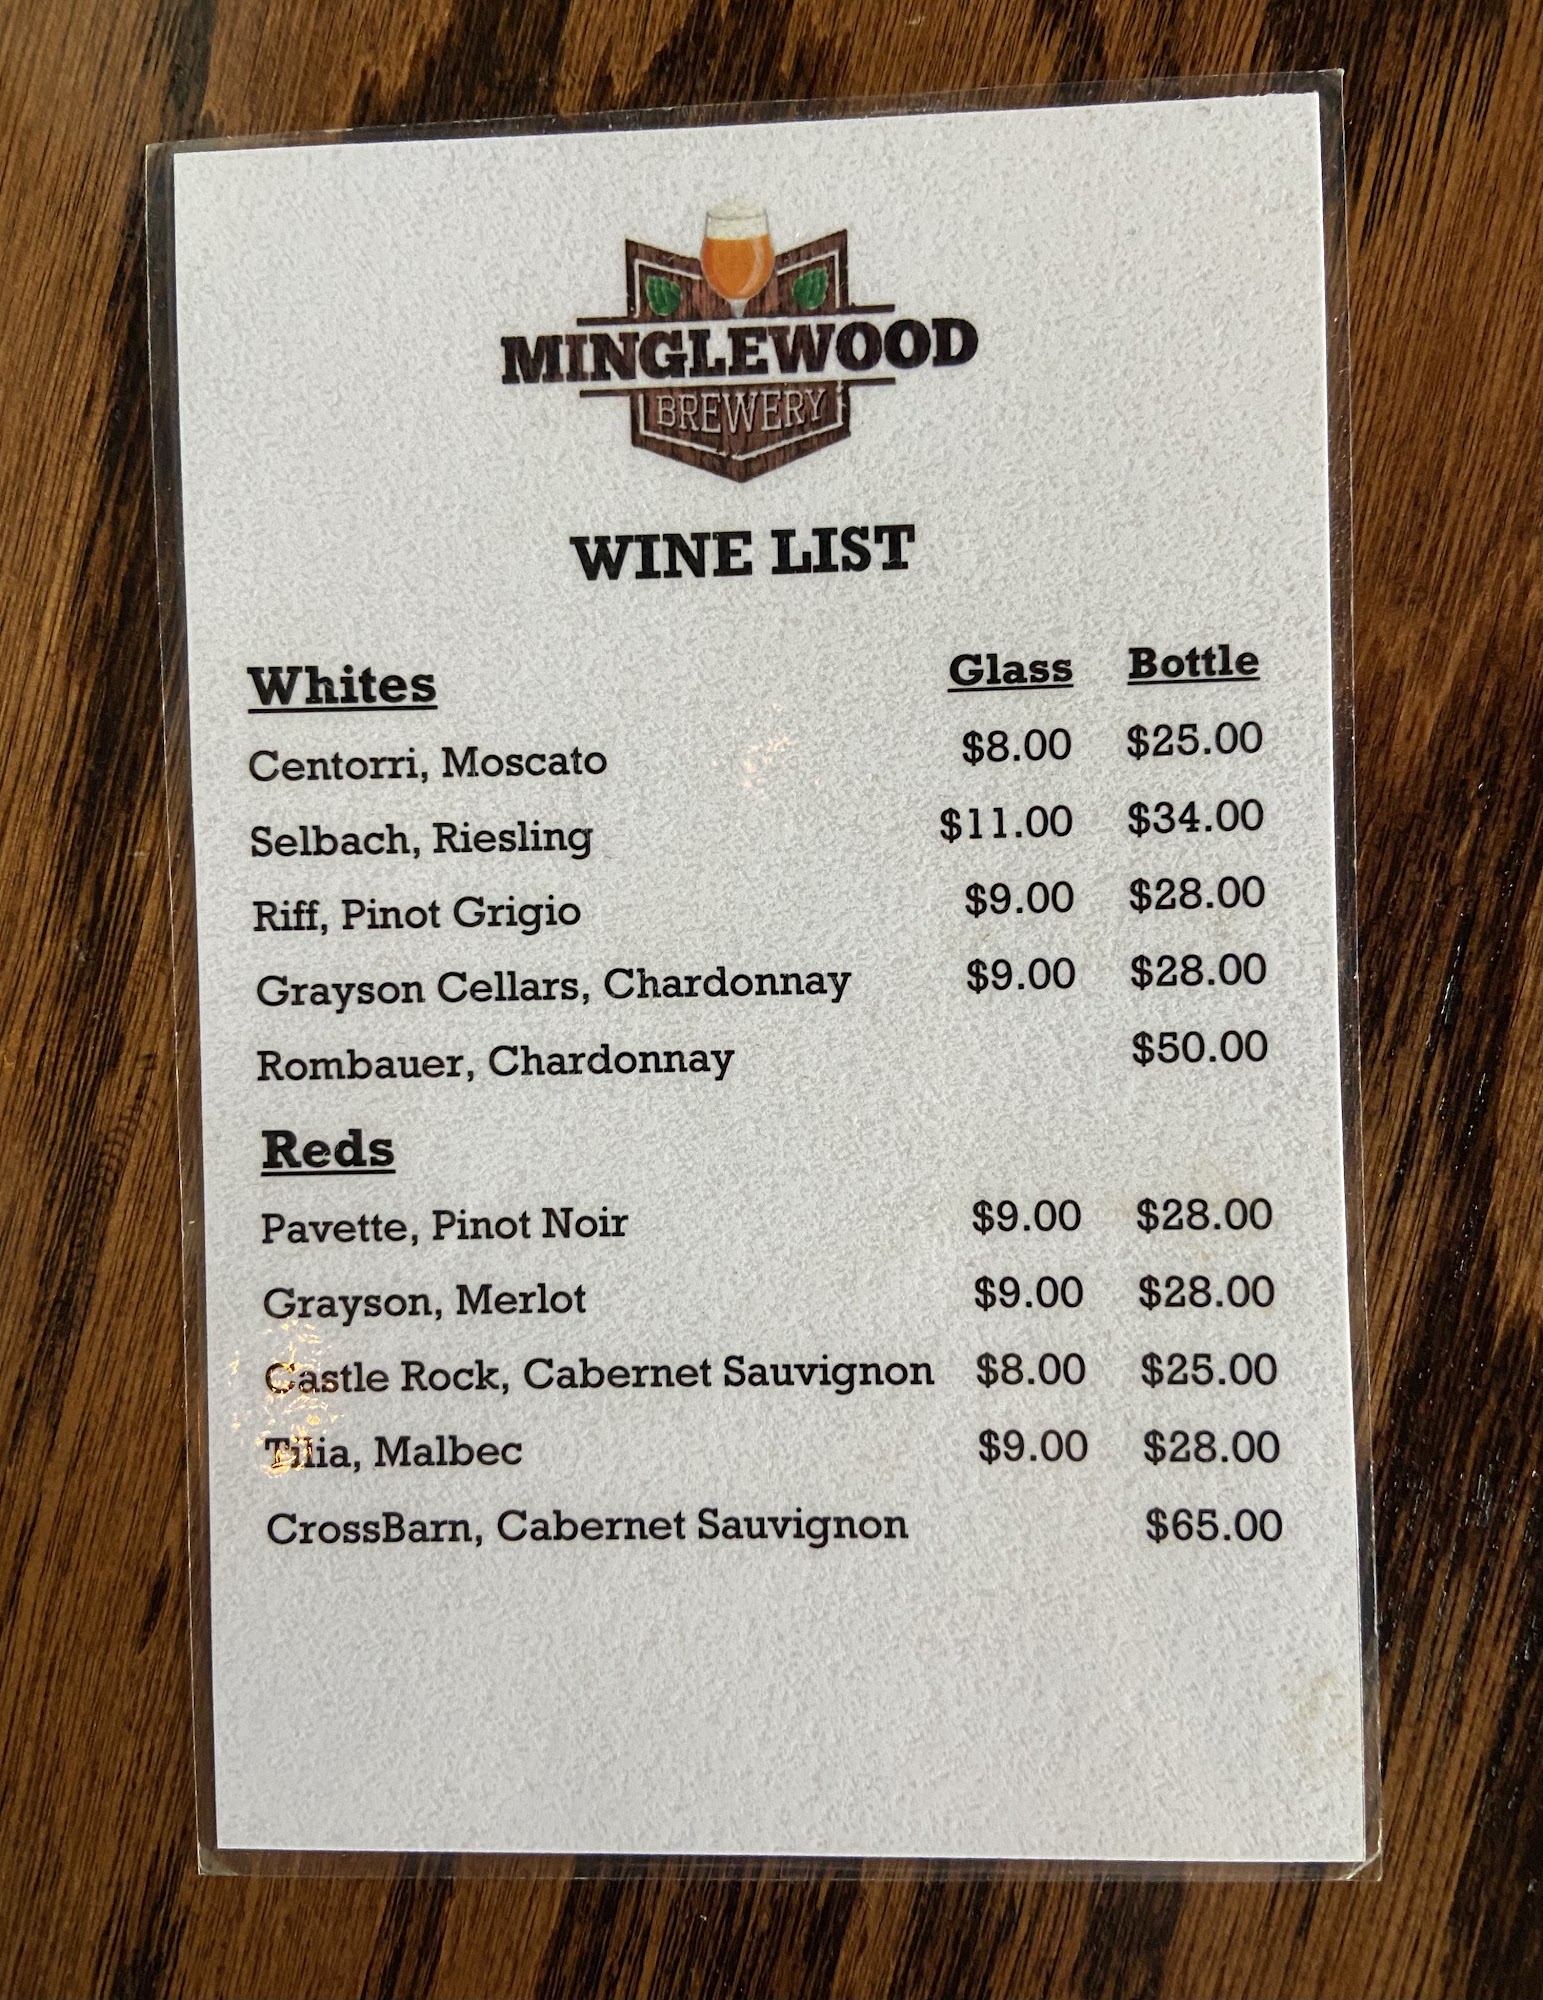 MINGLEWOOD
BREWERY
WINE LIST
Whites Glass Bottle
Centorri, Moscato $8.00 $25.00
Selbach, Riesling $11.00 $34.00
Riff, Pinot Grigio $9.00 $28.00
Grayson Cellars, Chardonnay $9.00 $28.00
Rombauer, Chardonnay $50.00
Reds
Pavette, Pinot Noir $9.00 $28.00
Grayson, Merlot $9.00 $28.00
Castle Rock, Cabernet Sauvignon $8.00 $25.00
Tilia, Malbec $9.00 $28.00
CrossBarn, Cabernet Sauvignon $65.00